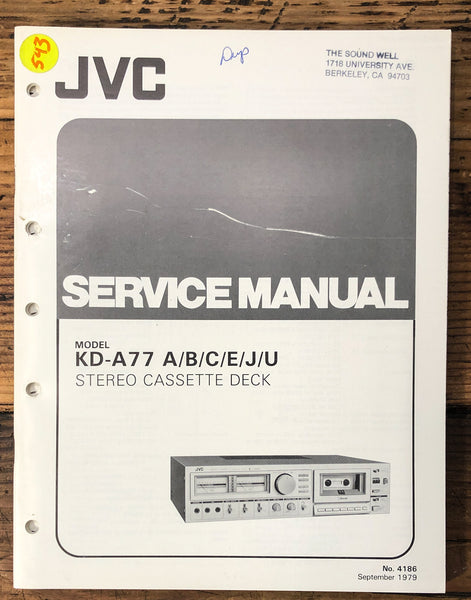 543
Dup
THE SOUND WELL
1718 UNIVERSITY AVE.
BERKELEY, CA 94703
JVC
SERVICE MANUAL
MODEL
KD-A77 A/B/C/E/J/U
STEREO CASSETTE DECK
JVC
No. 4186
September 1979